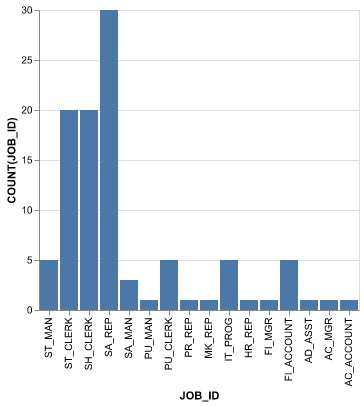 30
25
20
15
10
5
0
COUNT(JOB_ID)
ST_MAN
ST_CLERK
SH_CLERK
SA_REP
SA_MAN
PU_MAN
PU_CLERK
PR_REP
MK_REP
IT_PROG
HR_REP
FI_MGR
FI_ACCOUNT
AD_ASST
AC_MGR
AC_ACCOUNT
JOB_ID